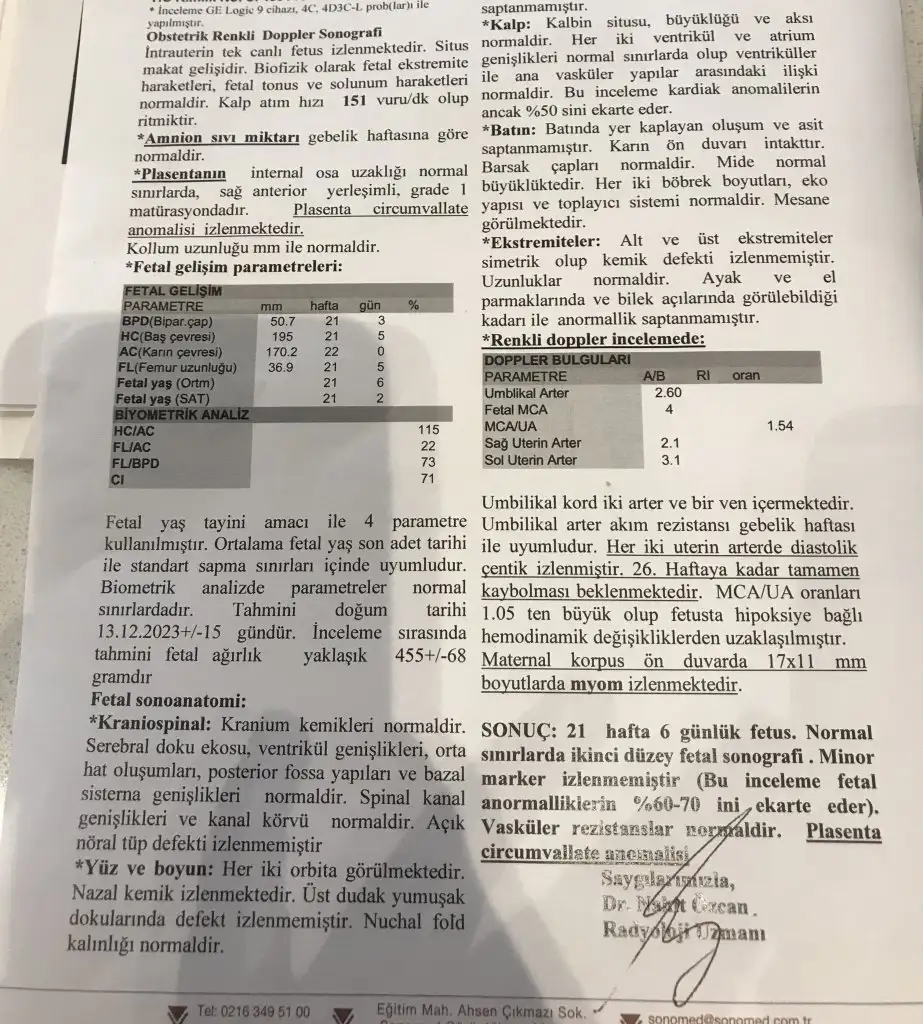 * İnceleme GE Logic 9 cihazı, 4C, 4D3C-L prob(lar)ı ile
yapılmıştır.
Obstetrik Renkli Doppler Sonografi
İntrauterin tek canlı fetus izlenmektedir. Situs
makat gelişidir. Biofizik olarak fetal ekstremite
haraketleri, fetal tonus ve solunum haraketleri
normaldir. Kalp atım hızı 151 vuru/dk olup
ritmiktir.
*Amnion sıvı miktarı gebelik haftasına göre
normaldir.
*Plasentanın internal osa uzaklığı normal
sınırlarda, sağ anterior yerleşimli, grade 1
matürasyondadır. Plasenta circumvallate
anomalisi izlenmektedir.
Kollum uzunluğu mm ile normaldir.
*Fetal gelişim parametreleri:
FETAL GELİŞİM
PARAMETRE mm hafta gün %
BPD(Bipar.çap) 50.7 21 3
HC(Baş çevresi) 195 21 5
AC(Karın çevresi) 170.2 22 0
FL(Femur uzunluğu) 36.9 21 5
Fetal yaş (Ortm) 21 6
Fetal yaş (SAT) 21 2
BİYOMETRİK ANALİZ
HC/AC 115
FL/AC 22
FL/BPD 73
CI 71
Fetal yaş tayini amacı ile 4 parametre
kullanılmıştır. Ortalama fetal yaş son adet tarihi
ile standart sapma sınırları içinde uyumludur.
Biometrik analizde parametreler normal
sınırlardadır. Tahmini doğum tarihi
13.12.2023+/-15 gündür. İnceleme sırasında
tahmini fetal ağırlık yaklaşık 455+/-68
gramdır
Fetal sonoanatomi:
*Kraniospinal: Kranium kemikleri normaldir.
Serebral doku ekosu, ventrikül genişlikleri, orta
hat oluşumları, posterior fossa yapıları ve bazal
sisterna genişlikleri normaldir. Spinal kanal
genişlikleri ve kanal körvü normaldir. Açık
nöral tüp defekti izlenmemiştir
*Yüz ve boyun: Her iki orbita görülmektedir.
Nazal kemik izlenmektedir. Üst dudak yumuşak
dokularında defekt izlenmemiştir. Nuchal fold
kalınlığı normaldir.
saptanmamıştır.
*Kalp: Kalbin situsu, büyüklüğü ve aksı
normaldir. Her iki ventrikül ve atrium
genişlikleri normal sınırlarda olup ventriküller
ile ana vasküler yapılar arasındaki ilişki
normaldir. Bu inceleme kardiak anomalilerin
ancak %50 sini ekarte eder.
*Batın: Batında yer kaplayan oluşum ve asit
saptanmamıştır. Karın ön duvarı intakttır.
Barsak çapları normaldir. Mide normal
büyüklüktedir. Her iki böbrek boyutları, eko
yapısı ve toplayıcı sistemi normaldir. Mesane
görülmektedir.
*Ekstremiteler: Alt ve üst ekstremiteler
simetrik olup kemik defekti izlenmemiştir.
Uzunluklar normaldir. Ayak ve el
parmaklarında ve bilek açılarında görülebildiği
kadarı ile anormallik saptanmamıştır.
*Renkli doppler incelemede:
DOPPLER BULGULARI
PARAMETRE A/B RI oran
Umblikal Arter 2.60
Fetal MCA 4
MCA/UA 1.54
Sağ Uterin Arter 2.1
Sol Uterin Arter 3.1
Umbilikal kord iki arter ve bir ven içermektedir.
Umbilikal arter akım rezistansı gebelik haftası
ile uyumludur. Her iki uterin arterde diastolik
çentik izlenmiştir. 26. Haftaya kadar tamamen
kaybolması beklenmektedir. MCA/UA oranları
1.05 ten büyük olup fetusta hipoksiye bağlı
hemodinamik değişikliklerden uzaklaşılmıştır.
Maternal korpus ön duvarda 17x11 mm
boyutlarda myom izlenmektedir.
SONUÇ: 21 hafta 6 günlük fetus. Normal
sınırlarda ikinci düzey fetal sonografi . Minor
marker izlenmemiştir (Bu inceleme fetal
anormalliklerin %60-70 ini ekarte eder).
Vasküler rezistanslar normaldir. Plasenta
circumvallate anomalisi
Saygılarımızla,
Dr. Nahit Özcan.
Radyoloji Uzmanı
Tel: 0216 349 51 00
Eğitim Mah. Ahsen Çıkmazı Sok.
sonomed@sonomed.com.tr